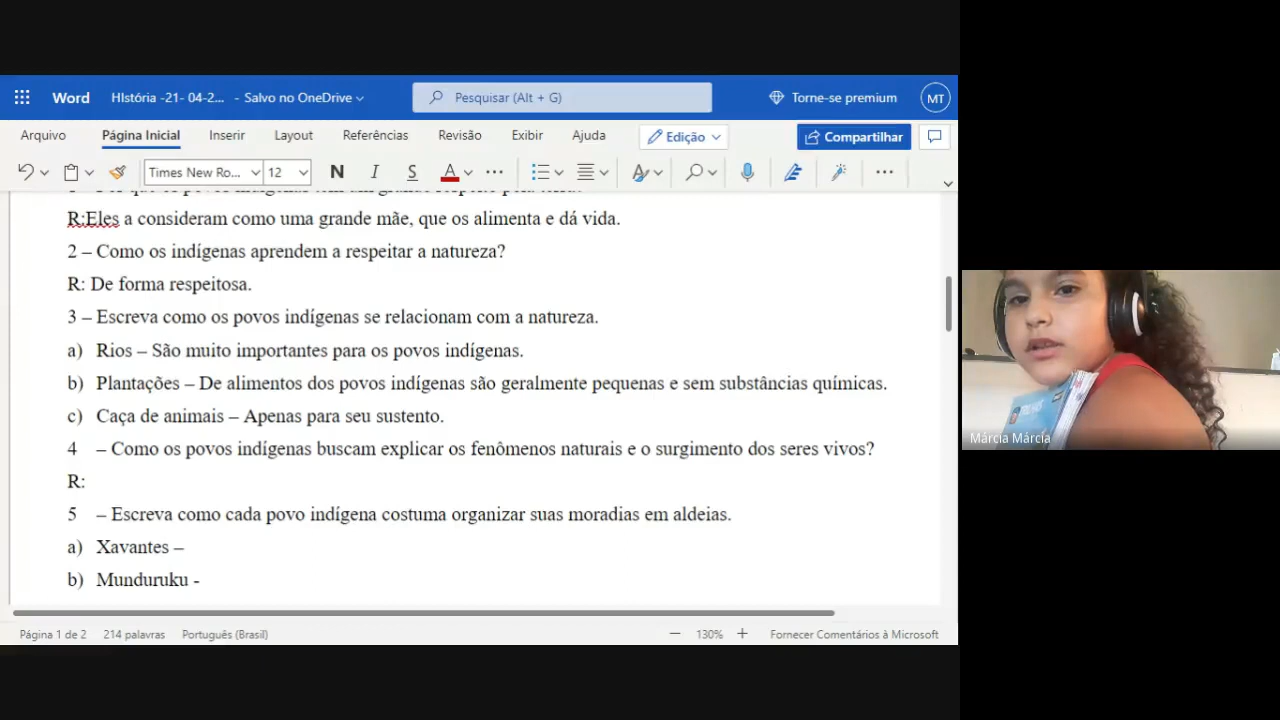 Word
HIstória -21- 04-2... - Salvo no OneDrive
Pesquisar (Alt + G)
Torne-se premium
MT
Arquivo Página Inicial Inserir Layout Referências Revisão Exibir Ajuda Edição Compartilhar
Times New Ro... 12 N I S A
R:Eles a consideram como uma grande mãe, que os alimenta e dá vida.
2 – Como os indígenas aprendem a respeitar a natureza?
R: De forma respeitosa.
3 – Escreva como os povos indígenas se relacionam com a natureza.
a) Rios – São muito importantes para os povos indígenas.
b) Plantações – De alimentos dos povos indígenas são geralmente pequenas e sem substâncias químicas.
c) Caça de animais – Apenas para seu sustento.
4 – Como os povos indígenas buscam explicar os fenômenos naturais e o surgimento dos seres vivos?
R:
5 – Escreva como cada povo indígena costuma organizar suas moradias em aldeias.
a) Xavantes –
b) Munduruku -
Página 1 de 2 214 palavras Português (Brasil) 130% Fornecer Comentários à Microsoft
Márcia Márcia